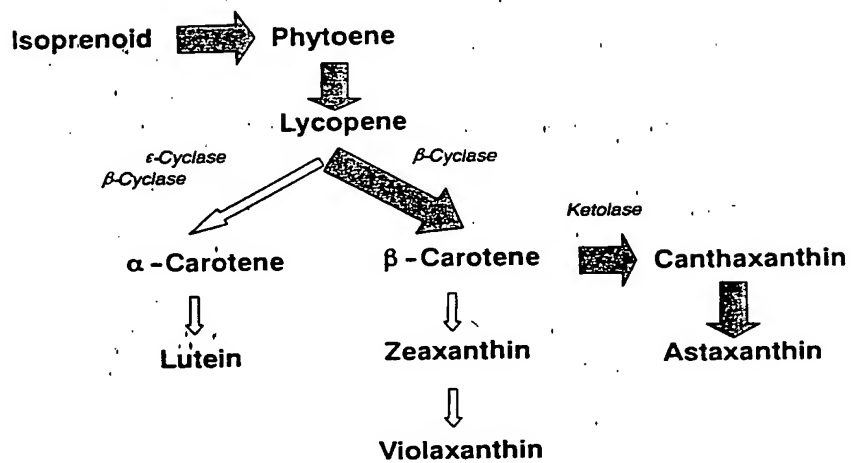 Isoprenoid Phytoene
Lycopene
ε-Cyclase
β-Cyclase
β-Cyclase
Ketolase
α-Carotene β-Carotene Canthaxanthin
Lutein Zeaxanthin Astaxanthin
Violaxanthin